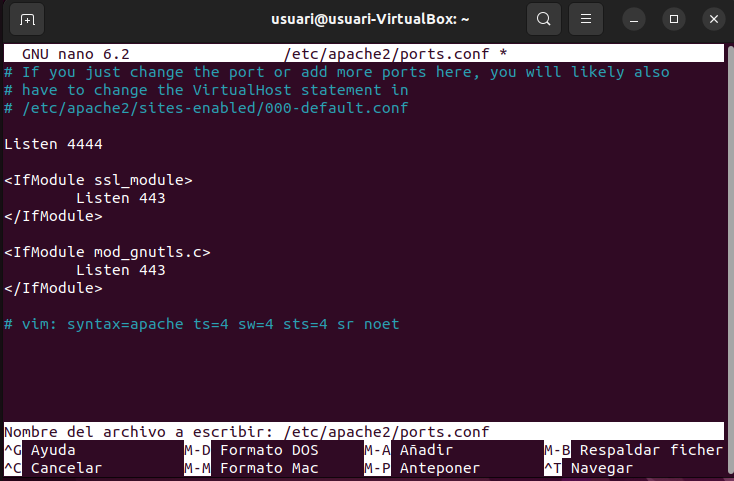 usuari@usuari-VirtualBox: ~
GNU nano 6.2 /etc/apache2/ports.conf *
# If you just change the port or add more ports here, you will likely also
# have to change the VirtualHost statement in
# /etc/apache2/sites-enabled/000-default.conf
Listen 4444
<IfModule ssl_module>
Listen 443
</IfModule>
<IfModule mod_gnutls.c>
Listen 443
</IfModule>
# vim: syntax=apache ts=4 sw=4 sts=4 sr noet
Nombre del archivo a escribir: /etc/apache2/ports.conf
^G Ayuda M-D Formato DOS M-A Añadir M-B Respaldar ficher
^C Cancelar M-M Formato Mac M-P Anteponer ^T Navegar